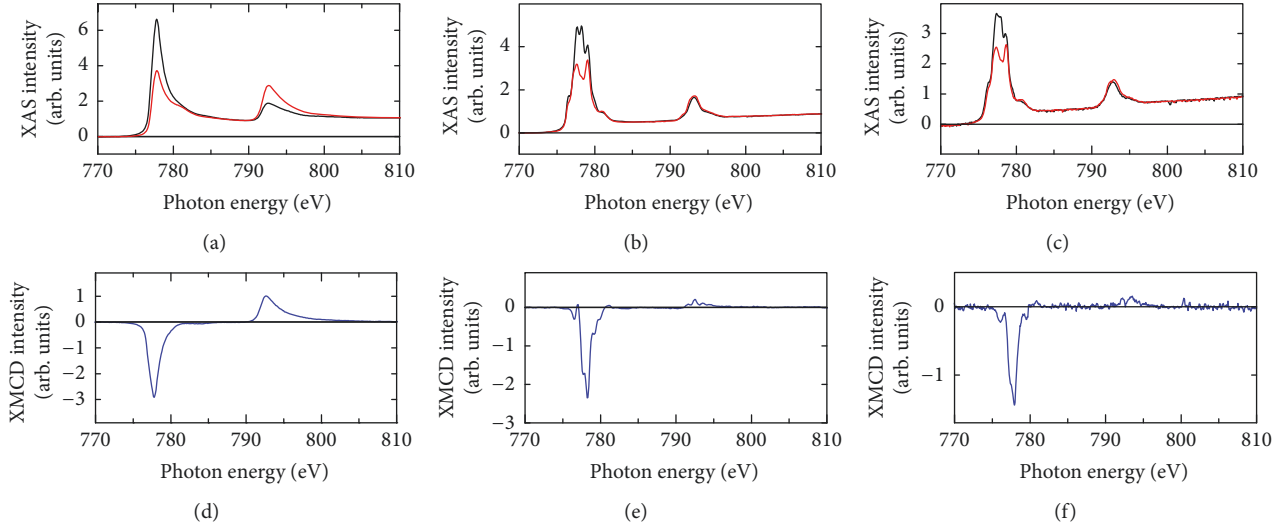 XAS intensity
(arb. units)
6
4
2
0
770 780 790 800 810
Photon energy (eV)
(a)
XAS intensity
(arb. units)
4
2
0
770 780 790 800 810
Photon energy (eV)
(b)
XAS intensity
(arb. units)
3
2
1
0
770 780 790 800 810
Photon energy (eV)
(c)
XMCD intensity
(arb. units)
1
0
−1
−2
−3
770 780 790 800 810
Photon energy (eV)
(d)
XMCD intensity
(arb. units)
0
−1
−2
−3
770 780 790 800 810
Photon energy (eV)
(e)
XMCD intensity
(arb. units)
0
−1
770 780 790 800 810
Photon energy (eV)
(f)